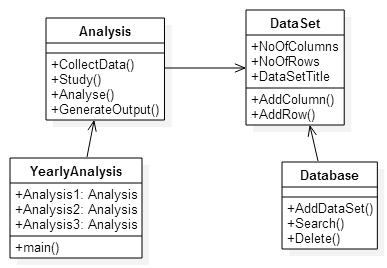 Analysis
+CollectData()
+Study()
+Analyse()
+GenerateOutput()
DataSet
+NoOfColumns
+NoOfRows
+DataSetTitle
+AddColumn()
+AddRow()
YearlyAnalysis
+Analysis1: Analysis
+Analysis2: Analysis
+Analysis3: Analysis
+main()
Database
+AddDataSet()
+Search()
+Delete()